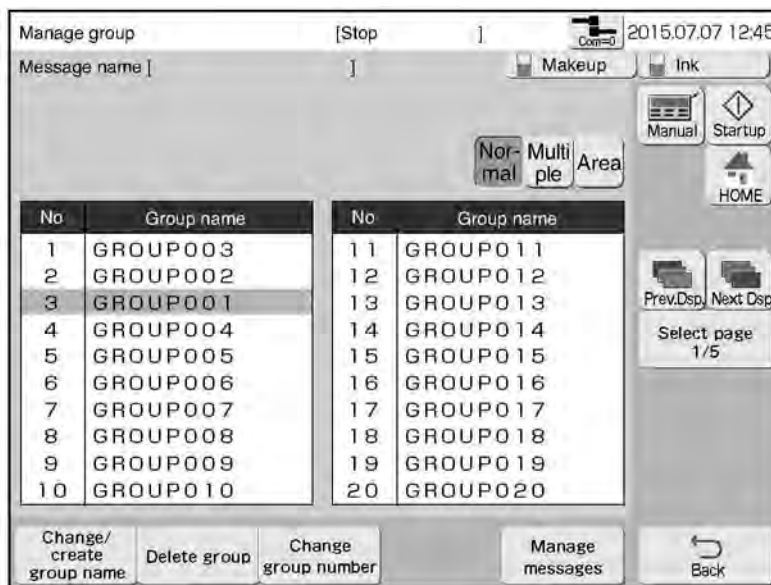 Manage group [Stop ] Com=0 2015.07.07 12:45
Message name [ ] Makeup Ink
Manual Startup
Nor-
mal Multi
ple Area
HOME
No Group name No Group name
1 GROUP003 11 GROUP011
2 GROUP002 12 GROUP012
3 GROUP001 13 GROUP013
4 GROUP004 14 GROUP014
5 GROUP005 15 GROUP015
6 GROUP006 16 GROUP016
7 GROUP007 17 GROUP017
8 GROUP008 18 GROUP018
9 GROUP009 19 GROUP019
10 GROUP010 20 GROUP020
Prev.Dsp. Next Dsp
Select page
1/5
Change/
create
group name
Delete group
Change
group number
Manage
messages
Back